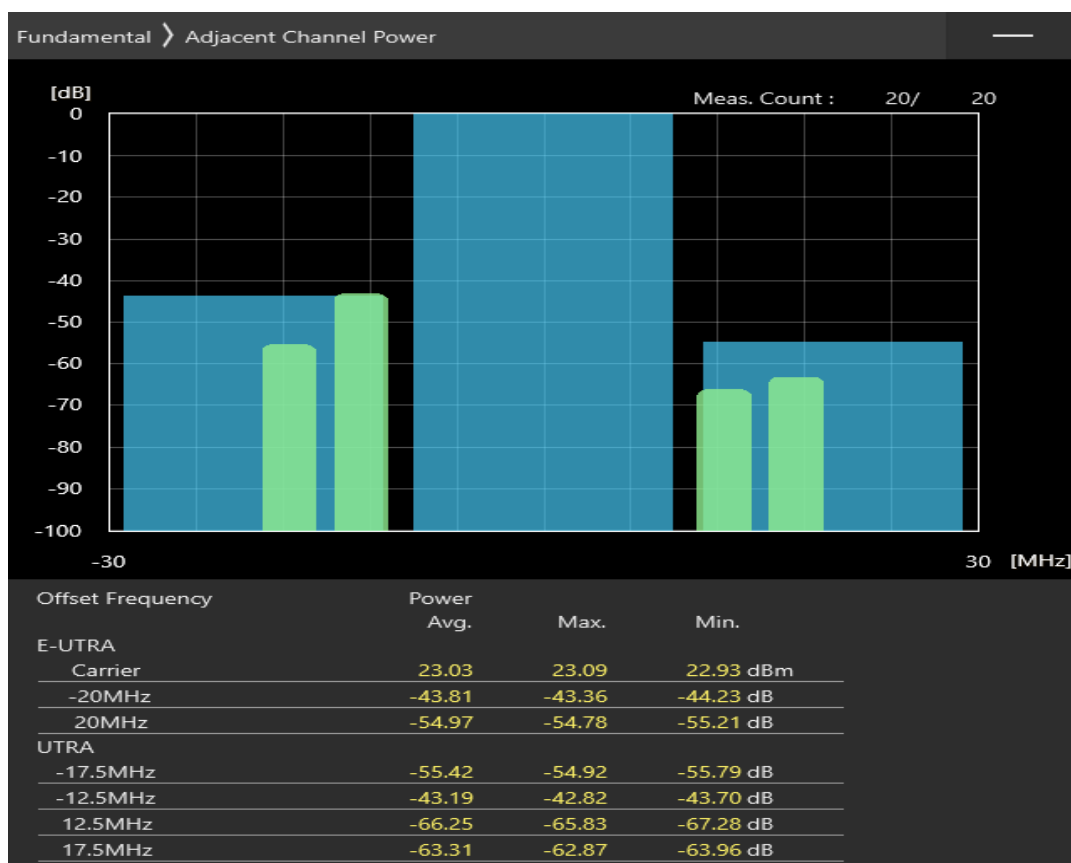 Fundamental 〉 Adjacent Channel Power
[dB]
Meas. Count : 20/ 20
0
-10
-20
-30
-40
-50
-60
-70
-80
-90
-100
-30 30 [MHz]
Offset Frequency Power
Avg. Max. Min.
E-UTRA
Carrier 23.03 23.09 22.93 dBm
-20MHz -43.81 -43.36 -44.23 dB
20MHz -54.97 -54.78 -55.21 dB
UTRA
-17.5MHz -55.42 -54.92 -55.79 dB
-12.5MHz -43.19 -42.82 -43.70 dB
12.5MHz -66.25 -65.83 -67.28 dB
17.5MHz -63.31 -62.87 -63.96 dB